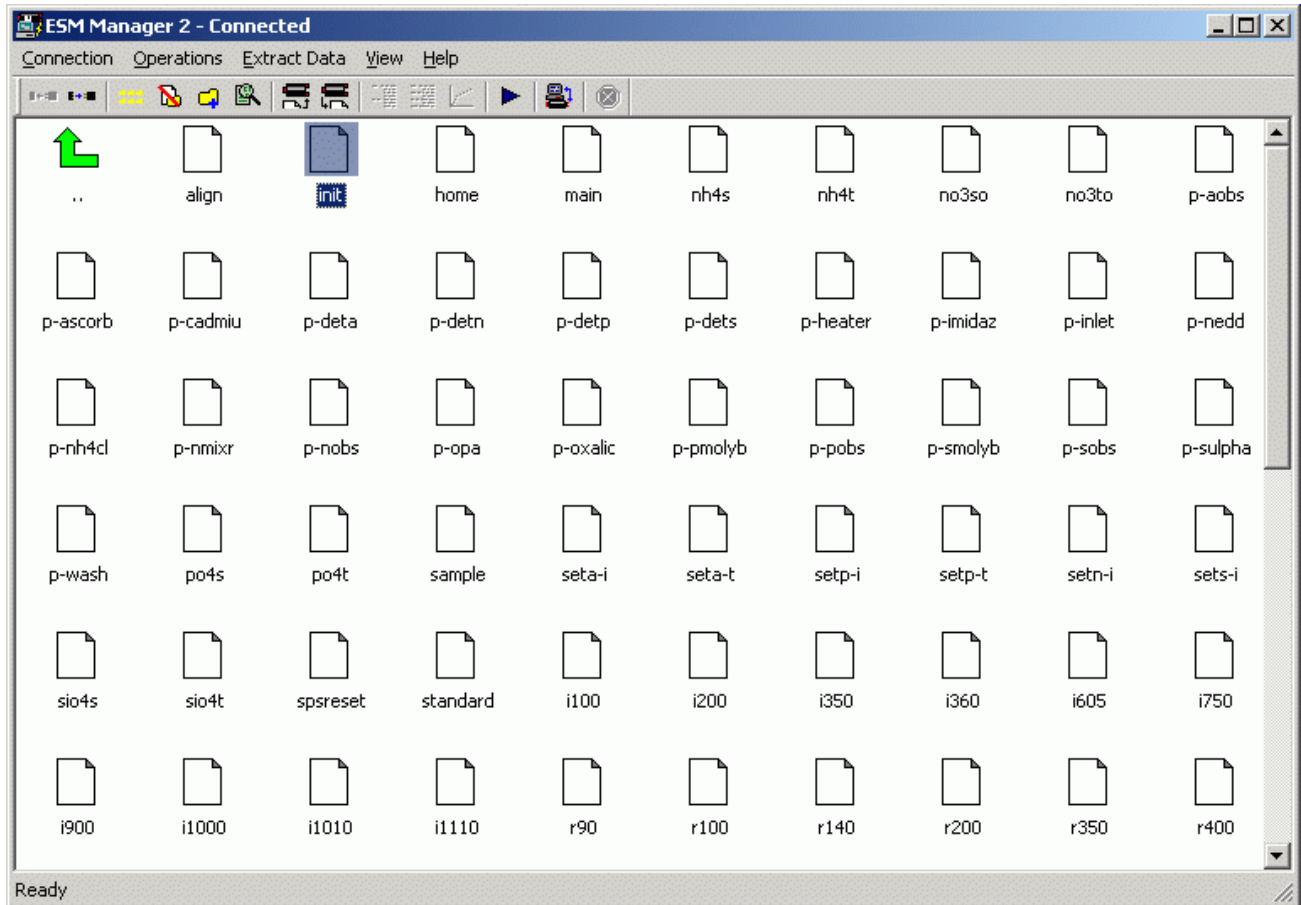 ESM Manager 2 - Connected
Connection Operations Extract Data View Help
.. align init home main nh4s nh4t no3so no3to p-aobs
p-ascorb p-cadmiu p-deta p-detn p-detp p-dets p-heater p-imidaz p-inlet p-nedd
p-nh4cl p-nmixr p-nobs p-opa p-oxalic p-pmolyb p-pobs p-smolyb p-sobs p-sulpha
p-wash po4s po4t sample seta-i seta-t setp-i setp-t setn-i sets-i
sio4s sio4t spsreset standard i100 i200 i350 i360 i605 i750
i900 i1000 i1010 i1110 r90 r100 r140 r200 r350 r400
Ready